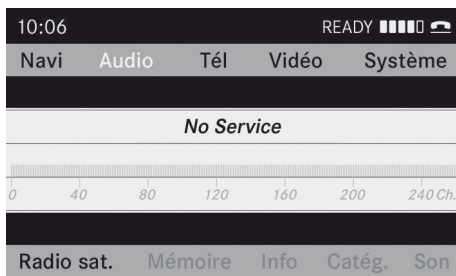 10:06 READY
Navi Audio Tél Vidéo Système
No Service
0 40 80 120 160 200 240 Ch.
Radio sat. Mémoire Info Catég. Son